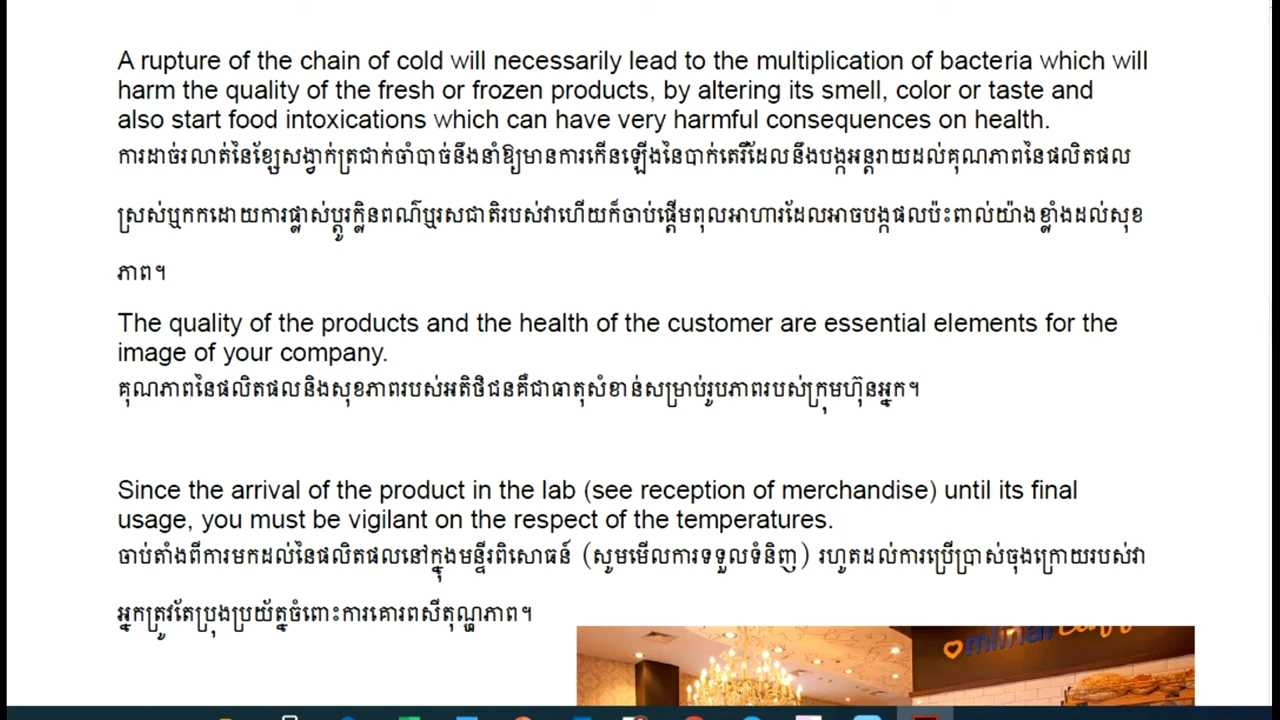 A rupture of the chain of cold will necessarily lead to the multiplication of bacteria which will
harm the quality of the fresh or frozen products, by altering its smell, color or taste and
also start food intoxications which can have very harmful consequences on health.
ការដាច់រលាត់នៃខ្សែសង្វាក់ត្រជាក់ចាំបាច់នឹងនាំឱ្យមានការកើនឡើងនៃបាក់តេរីដែលនឹងបង្កអន្តរាយដល់គុណភាពនៃផលិតផល
ស្រស់ឬកកដោយការផ្លាស់ប្តូរក្លិនពណ៌ឬរសជាតិរបស់វាហើយក៏ចាប់ផ្តើមពុលអាហារដែលអាចបង្កផលប៉ះពាល់យ៉ាងខ្លាំងដល់សុខ
ភាព។
The quality of the products and the health of the customer are essential elements for the
image of your company.
គុណភាពនៃផលិតផលនិងសុខភាពរបស់អតិថិជនគឺជាធាតុសំខាន់សម្រាប់រូបភាពរបស់ក្រុមហ៊ុនអ្នក។
Since the arrival of the product in the lab (see reception of merchandise) until its final
usage, you must be vigilant on the respect of the temperatures.
ចាប់តាំងពីការមកដល់នៃផលិតផលនៅក្នុងមន្ទីរពិសោធន៍ (សូមមើលការទទួលទំនិញ) រហូតដល់ការប្រើប្រាស់ចុងក្រោយរបស់វា
អ្នកត្រូវតែប្រុងប្រយ័ត្នចំពោះការគោរពសីតុណ្ហភាព។